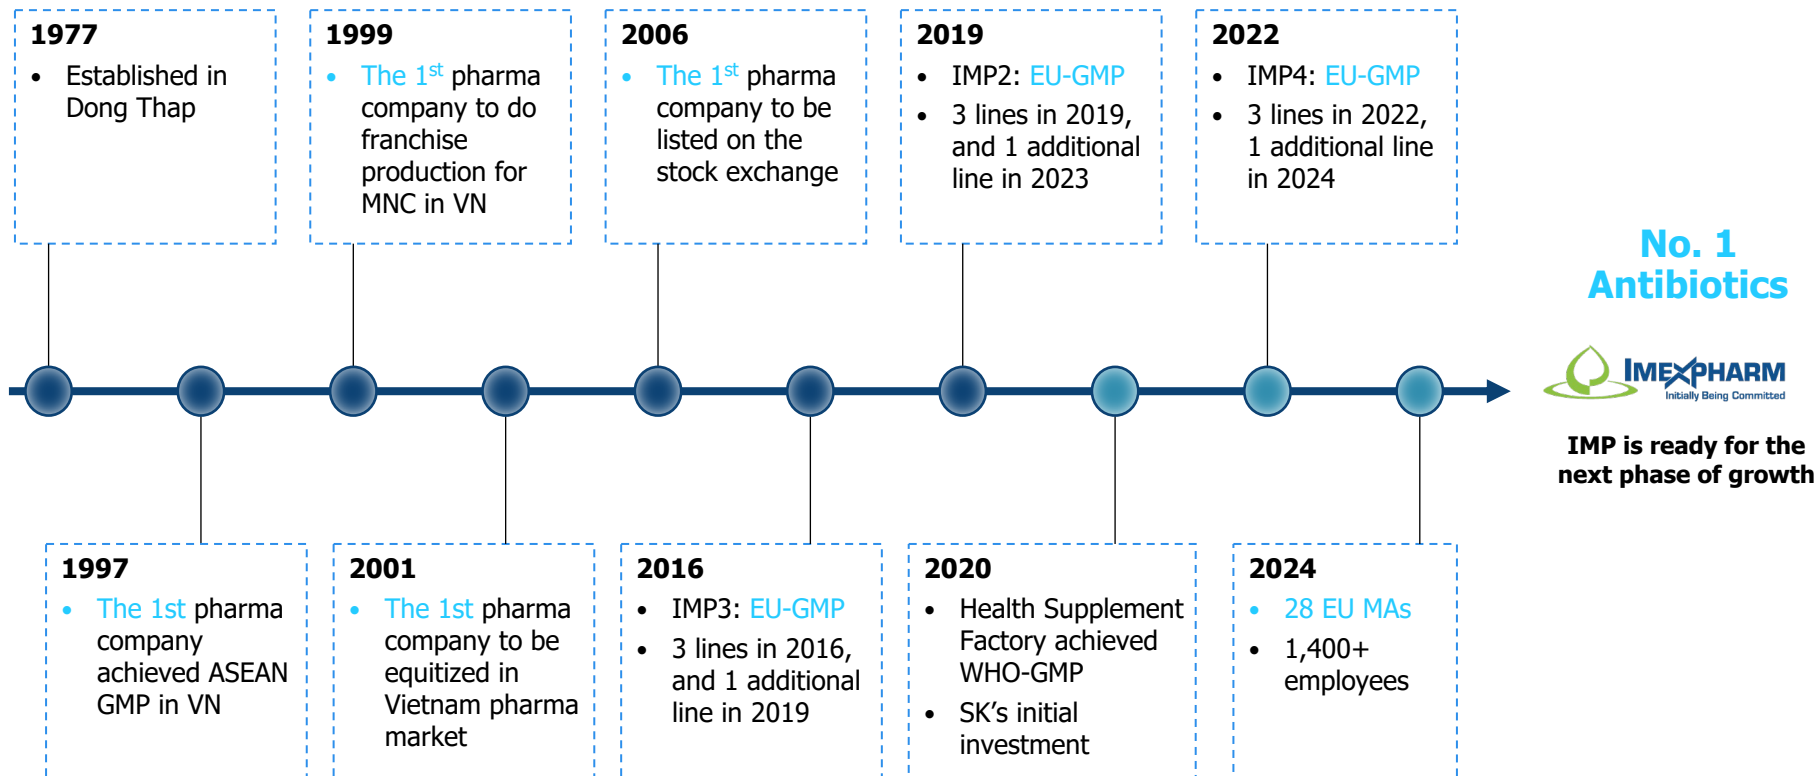 1977
• Established in
Dong Thap
1999
• The 1st pharma
company to do
franchise
production for
MNC in VN
2006
• The 1st pharma
company to be
listed on the
stock exchange
2019
• IMP2: EU-GMP
• 3 lines in 2019,
and 1 additional
line in 2023
2022
• IMP4: EU-GMP
• 3 lines in 2022,
1 additional line
in 2024
No. 1
Antibiotics
IMEXPHARM
Initially Being Committed
IMP is ready for the
next phase of growth
1997
• The 1st pharma
company
achieved ASEAN
GMP in VN
2001
• The 1st pharma
company to be
equitized in
Vietnam pharma
market
2016
• IMP3: EU-GMP
• 3 lines in 2016,
and 1 additional
line in 2019
2020
• Health Supplement
Factory achieved
WHO-GMP
• SK’s initial
investment
2024
• 28 EU MAs
• 1,400+
employees